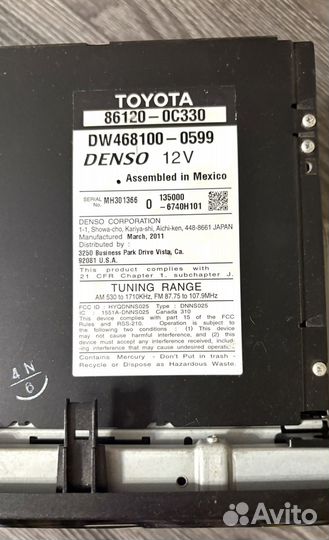 TOYOTA
86120-0C330
DW468100-0599
DENSO 12V
Assembled in Mexico
SERIAL No. MH301366 0 135000
-6740H101
DENSO CORPORATION
1-1, Showa-cho, Kariya-shi, Aichi-ken, 448-8661 JAPAN
Manufactured March, 2011
Distributed by :
3250 Business Park Drive Vista, Ca.
92081 U.S.A.
This product complies with
21 CFR Chapter 1, subchapter J.
TUNING RANGE
AM 530 to 1710KHz, FM 87.75 to 107.9MHz
FCC ID : HYQDNNS025 Type : DNNS025
IC : 1551A-DNNS025 Canada 310
This device complies with part 15 of the FCC
Rules and RSS-210. Operation is subject to
the following two conditions : (1) This device
may not cause harmful interference, and (2) this
device must accept any interference received,
including interference that may cause
undesired operation.
Contains Mercury - Don't put in trash.
Recycle or Dispose as Hazardous Waste.
4 N
6
Avito